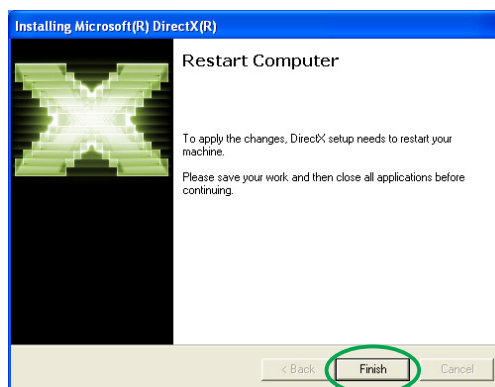 Installing Microsoft(R) DirectX(R)
Restart Computer
To apply the changes, DirectX setup needs to restart your
machine.
Please save your work and then close all applications before
continuing.
< Back Finish Cancel